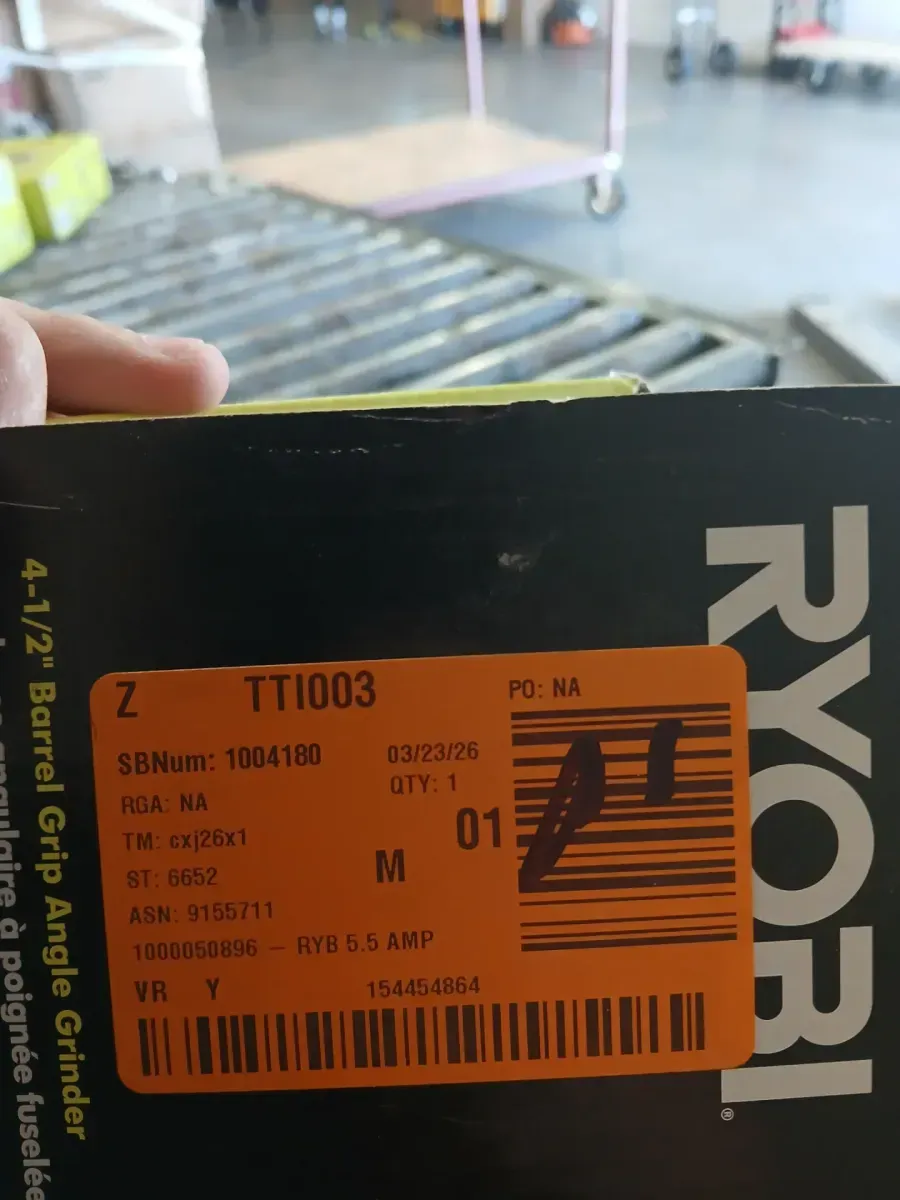 RYOBI®
4-1/2" Barrel Grip Angle Grinder
angulaire à poignée fuselée
Z TTI003 PO: NA
SBNum: 1004180 03/23/26
RGA: NA QTY: 1
TM: cxj26x1 01
ST: 6652 M
ASN: 9155711
1000050896 – RYB 5.5 AMP
VR Y 154454864